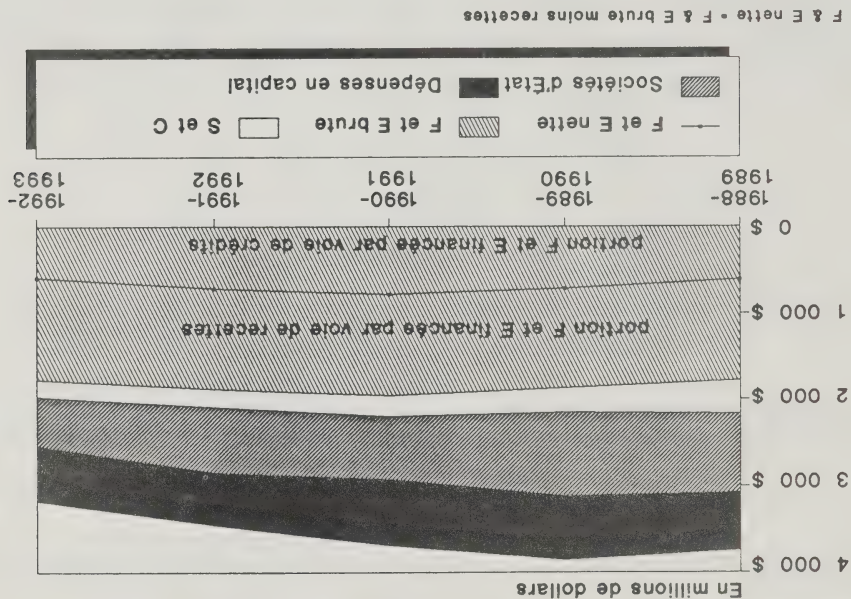 En millions de dollars
4 000 $
3 000 $
2 000 $
1 000 $
0 $
portion F et E financée par voie de recettes
portion F et E financée par voie de crédits
1988- 1989- 1990- 1991- 1992-
1989 1990 1991 1992 1993
F et E nette F et E brute S et C
Sociétés d'État Dépenses en capital
F & E nette = F & E brute moins recettes